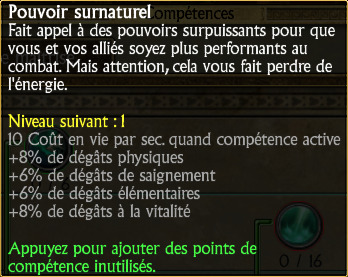 Pouvoir surnaturel
Compétences
Fait appel à des pouvoirs surpuissants pour que
vous et vos alliés soyez plus performants au
combat. Mais attention, cela vous fait perdre de
l'énergie.
Niveau suivant : 1
10 Coût en vie par sec. quand compétence active
+8% de dégâts physiques
+6% de dégâts de saignement
+6% de dégâts élémentaires
+8% de dégâts à la vitalité
Appuyez pour ajouter des points de
compétence inutilisés.
0 / 16